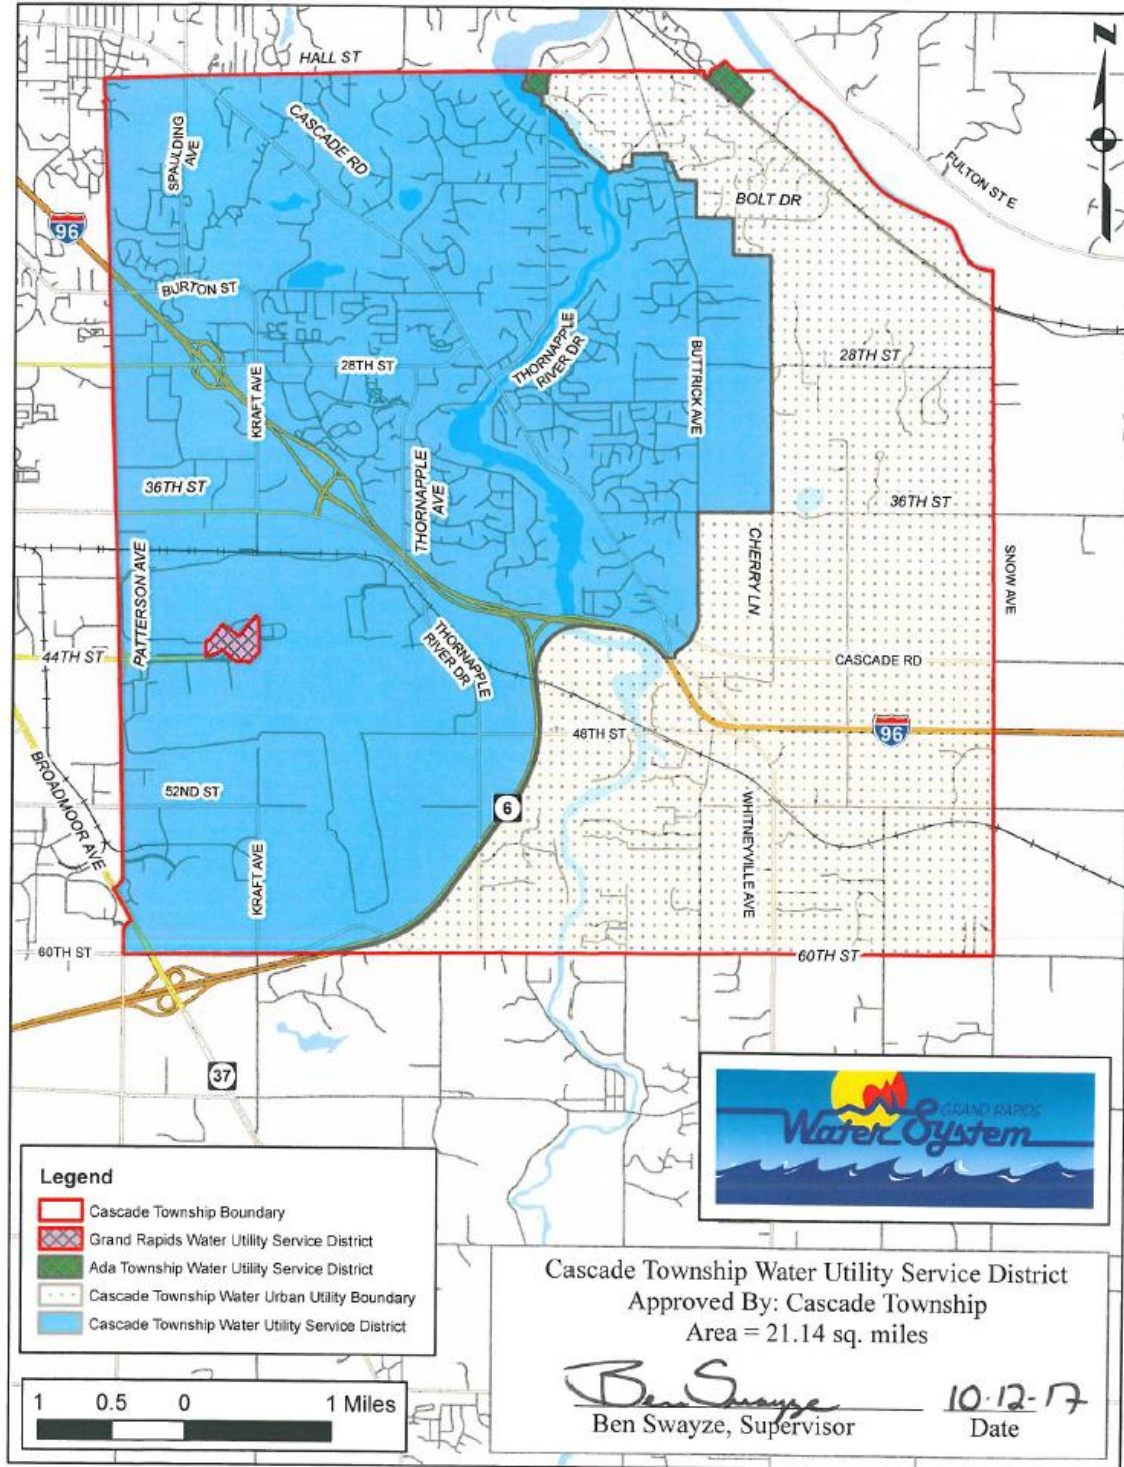 HALL ST
N
SPAULDING
AVE
CASCADE RD
FULTON ST E
BOLT DR
96
BURTON ST
THORNAPPLE
RIVER DR
28TH ST
28TH ST
KRAFT AVE
BUTTRICK AVE
THORNAPPLE
AVE
36TH ST
36TH ST
CHERRY LN
SNOW AVE
PATTERSON AVE
44TH ST
THORNAPPLE
RIVER DR
CASCADE RD
48TH ST
96
BROADMOOR AVE
52ND ST
6
WHITNEYVILLE AVE
KRAFT AVE
60TH ST
60TH ST
37
GRAND RAPIDS
Water System
Legend
Cascade Township Boundary
Grand Rapids Water Utility Service District
Ada Township Water Utility Service District
Cascade Township Water Urban Utility Boundary
Cascade Township Water Utility Service District
1 0.5 0 1 Miles
Cascade Township Water Utility Service District
Approved By: Cascade Township
Area = 21.14 sq. miles
Ben Swayze 10-12-17
Ben Swayze, Supervisor Date